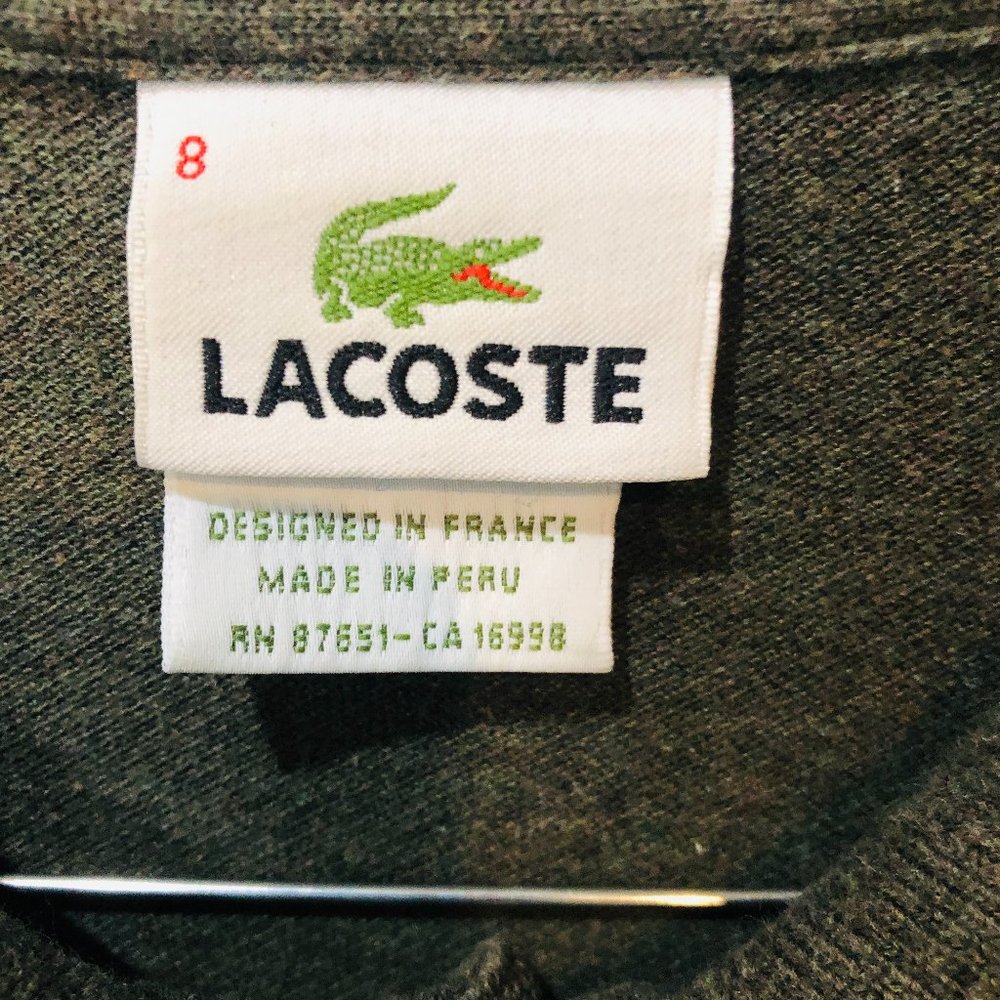 8
LACOSTE
DESIGNED IN FRANCE
MADE IN PERU
RN 87651-CA 16998